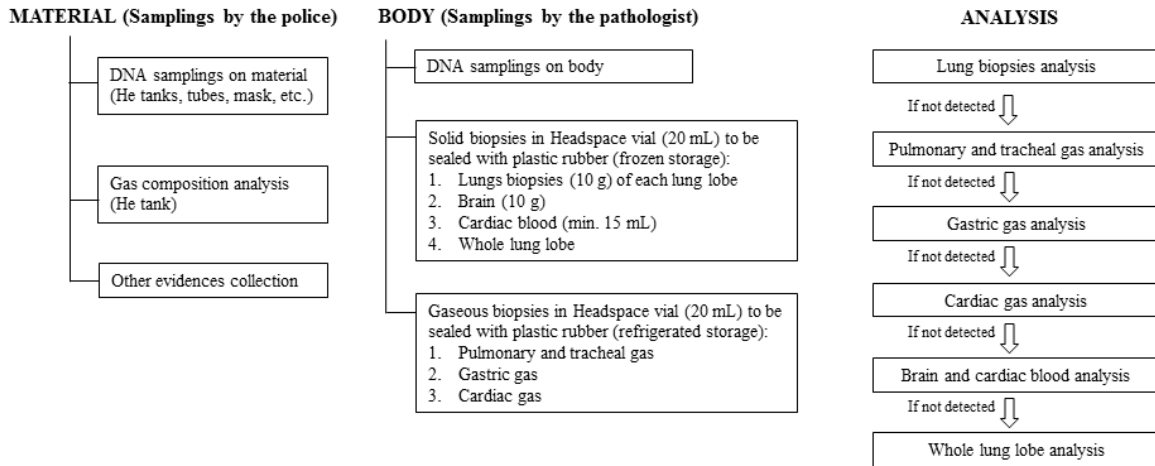 MATERIAL (Samplings by the police)
DNA samplings on material
(He tanks, tubes, mask, etc.)
Gas composition analysis
(He tank)
Other evidences collection
BODY (Samplings by the pathologist)
DNA samplings on body
Solid biopsies in Headspace vial (20 mL) to be
sealed with plastic rubber (frozen storage):
1. Lungs biopsies (10 g) of each lung lobe
2. Brain (10 g)
3. Cardiac blood (min. 15 mL)
4. Whole lung lobe
Gaseous biopsies in Headspace vial (20 mL) to be
sealed with plastic rubber (refrigerated storage):
1. Pulmonary and tracheal gas
2. Gastric gas
3. Cardiac gas
ANALYSIS
Lung biopsies analysis
If not detected
Pulmonary and tracheal gas analysis
If not detected
Gastric gas analysis
If not detected
Cardiac gas analysis
If not detected
Brain and cardiac blood analysis
If not detected
Whole lung lobe analysis